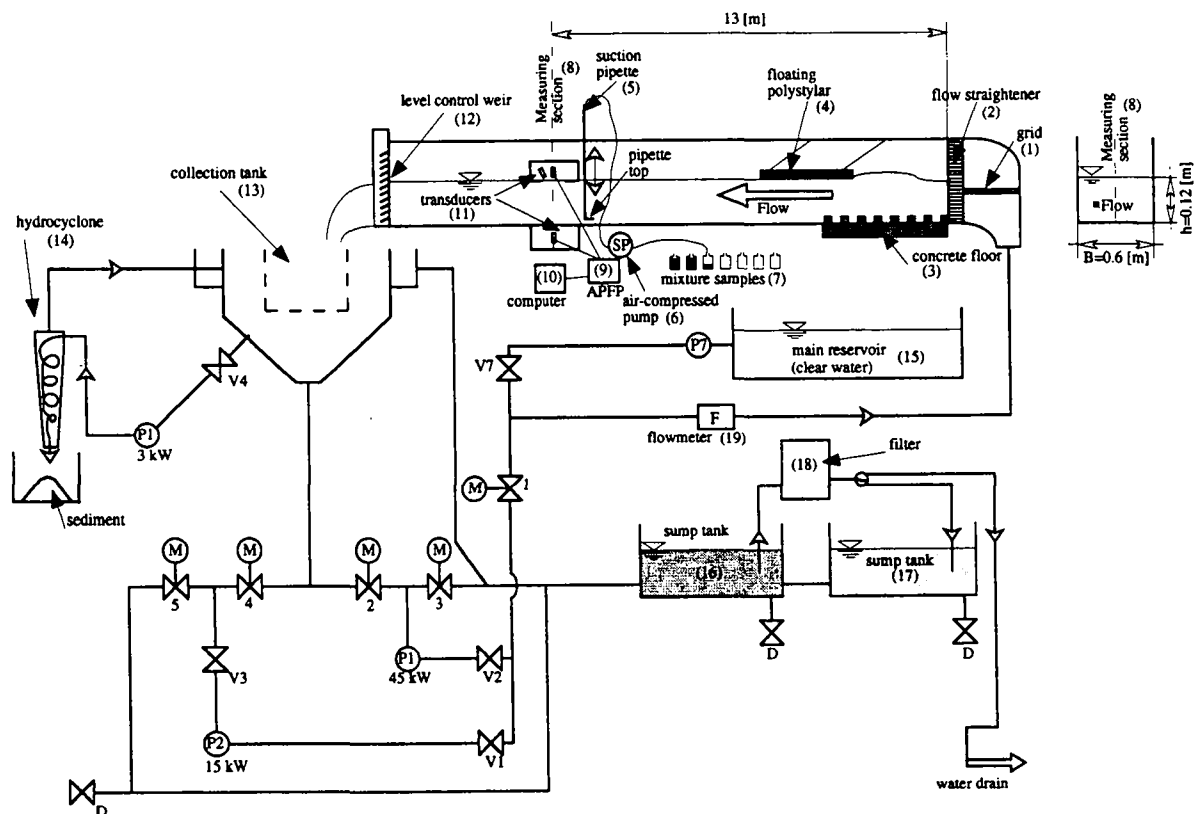 13 [m]
suction
pipette
(5)
Measuring
section
(8)
floating
polystylar
(4)
flow straightener
(2)
grid
(1)
Measuring
section
(8)
level control weir
(12)
pipette
top
collection tank
(13)
transducers
(11)
Flow
Flow
h=0.12 [m]
B=0.6 [m]
hydrocyclone
(14)
SP
concrete floor
(3)
(10)
(9)
APFP
computer
mixture samples (7)
air-compressed
pump (6)
main reservoir
(clear water)
(15)
P7
V7
V4
P1
3 kW
F
flowmeter (19)
filter
(18)
sediment
M
1
sump tank
(16)
sump tank
(17)
M
M
M
M
5
4
2
3
D
D
V3
P1
45 kW
V2
P2
15 kW
V1
D
water drain